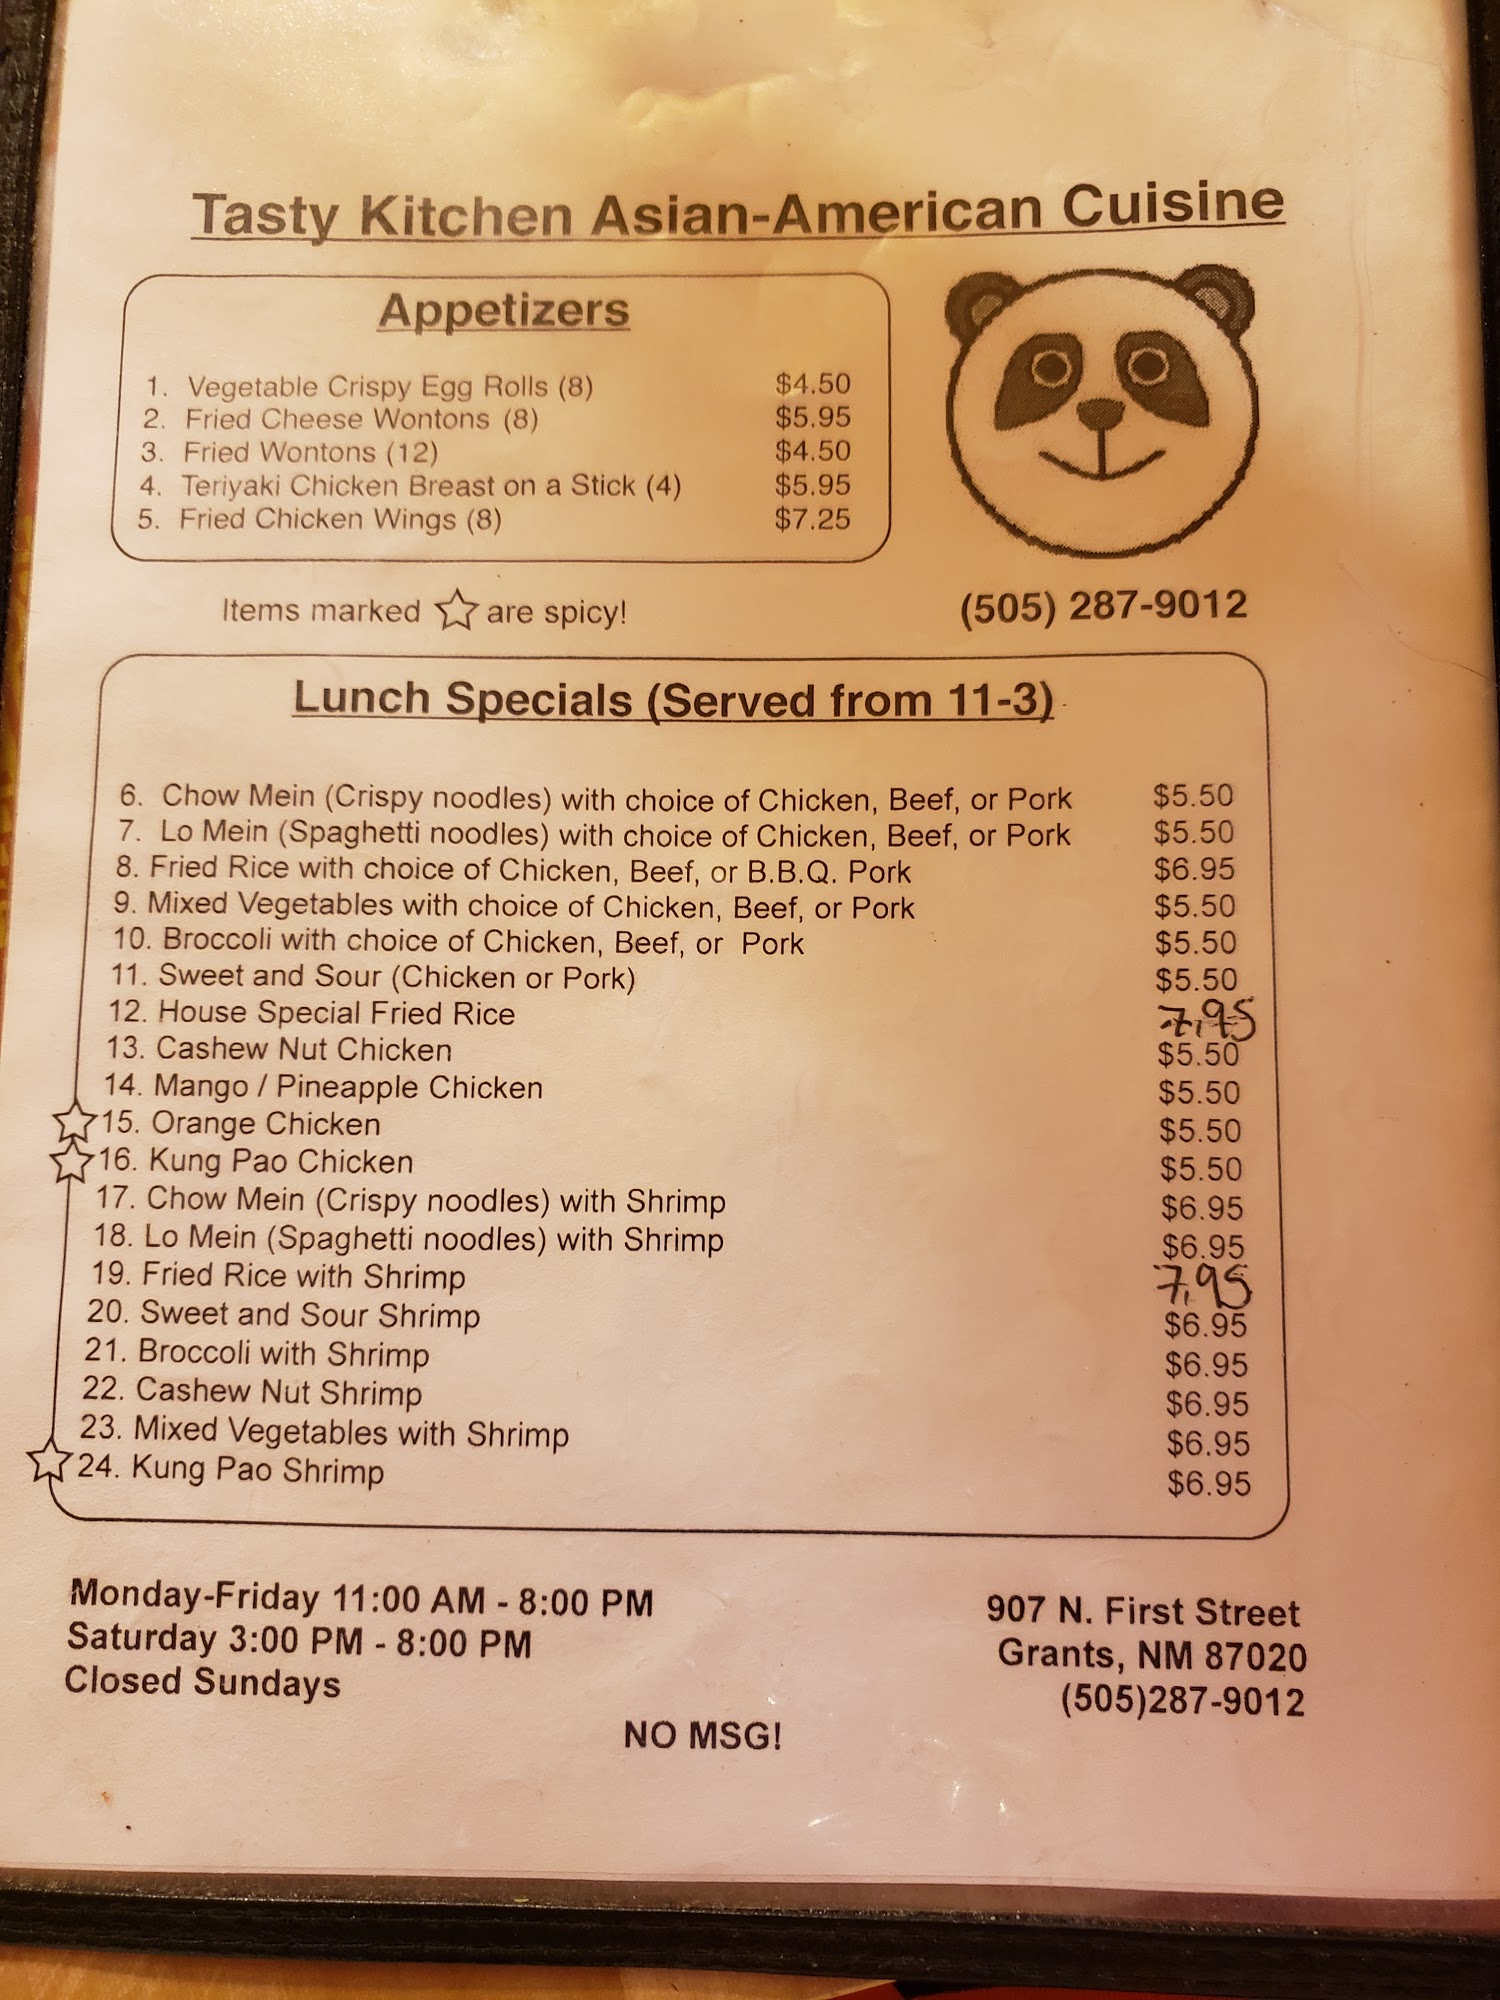 Tasty Kitchen Asian-American Cuisine
Appetizers
1. Vegetable Crispy Egg Rolls (8) $4.50
2. Fried Cheese Wontons (8) $5.95
3. Fried Wontons (12) $4.50
4. Teriyaki Chicken Breast on a Stick (4) $5.95
5. Fried Chicken Wings (8) $7.25
Items marked ☆ are spicy!
(505) 287-9012
Lunch Specials (Served from 11-3)
6. Chow Mein (Crispy noodles) with choice of Chicken, Beef, or Pork $5.50
7. Lo Mein (Spaghetti noodles) with choice of Chicken, Beef, or Pork $5.50
8. Fried Rice with choice of Chicken, Beef, or B.B.Q. Pork $6.95
9. Mixed Vegetables with choice of Chicken, Beef, or Pork $5.50
10. Broccoli with choice of Chicken, Beef, or Pork $5.50
11. Sweet and Sour (Chicken or Pork) $5.50
12. House Special Fried Rice 7.95
13. Cashew Nut Chicken $5.50
14. Mango / Pineapple Chicken $5.50
☆ 15. Orange Chicken $5.50
☆ 16. Kung Pao Chicken $5.50
17. Chow Mein (Crispy noodles) with Shrimp $6.95
18. Lo Mein (Spaghetti noodles) with Shrimp $6.95
19. Fried Rice with Shrimp 7.95
20. Sweet and Sour Shrimp $6.95
21. Broccoli with Shrimp $6.95
22. Cashew Nut Shrimp $6.95
23. Mixed Vegetables with Shrimp $6.95
☆ 24. Kung Pao Shrimp $6.95
Monday-Friday 11:00 AM - 8:00 PM
Saturday 3:00 PM - 8:00 PM
Closed Sundays
907 N. First Street
Grants, NM 87020
(505)287-9012
NO MSG!